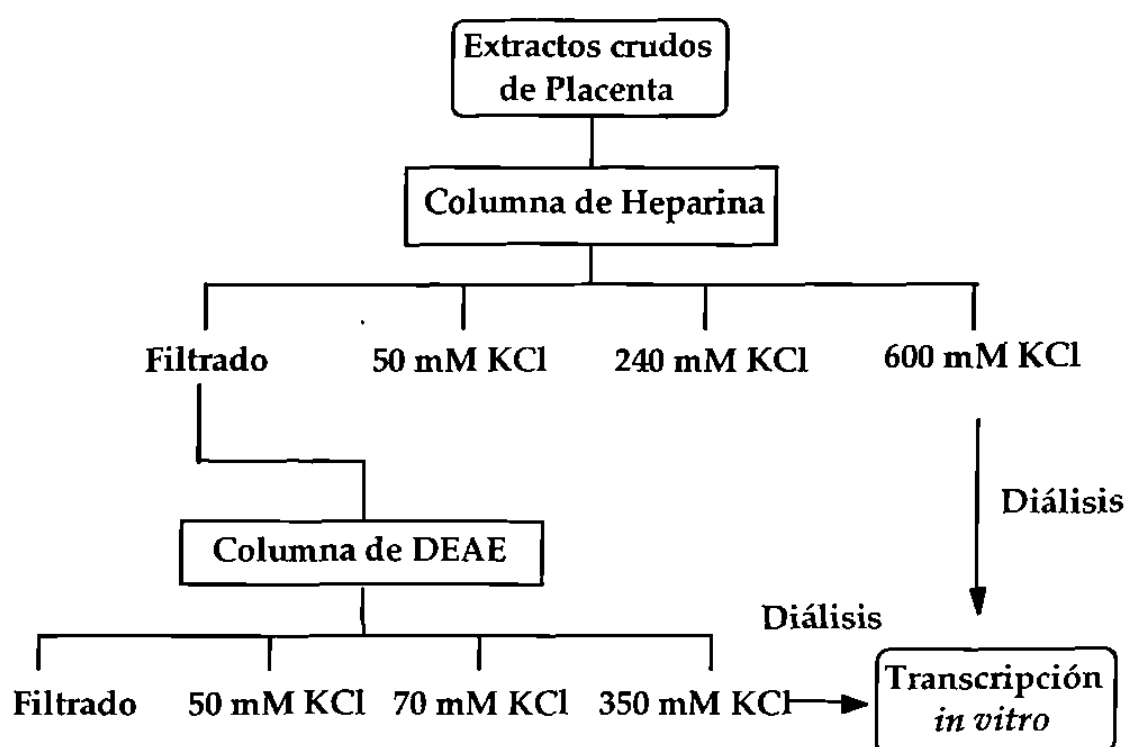 Extractos crudos
de Placenta
Columna de Heparina
Filtrado
50 mM KCl
240 mM KCl
600 mM KCl
Diálisis
Columna de DEAE
Diálisis
Filtrado
50 mM KCl
70 mM KCl
350 mM KCl
Transcripción
in vitro